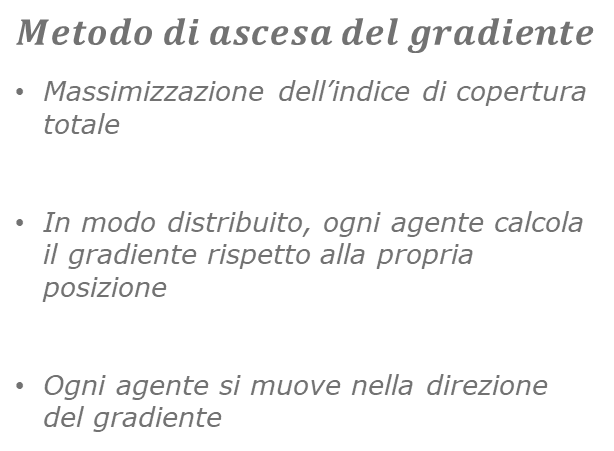 Metodo di ascesa del gradiente
• Massimizzazione dell’indice di copertura
totale
• In modo distribuito, ogni agente calcola
il gradiente rispetto alla propria
posizione
• Ogni agente si muove nella direzione
del gradiente